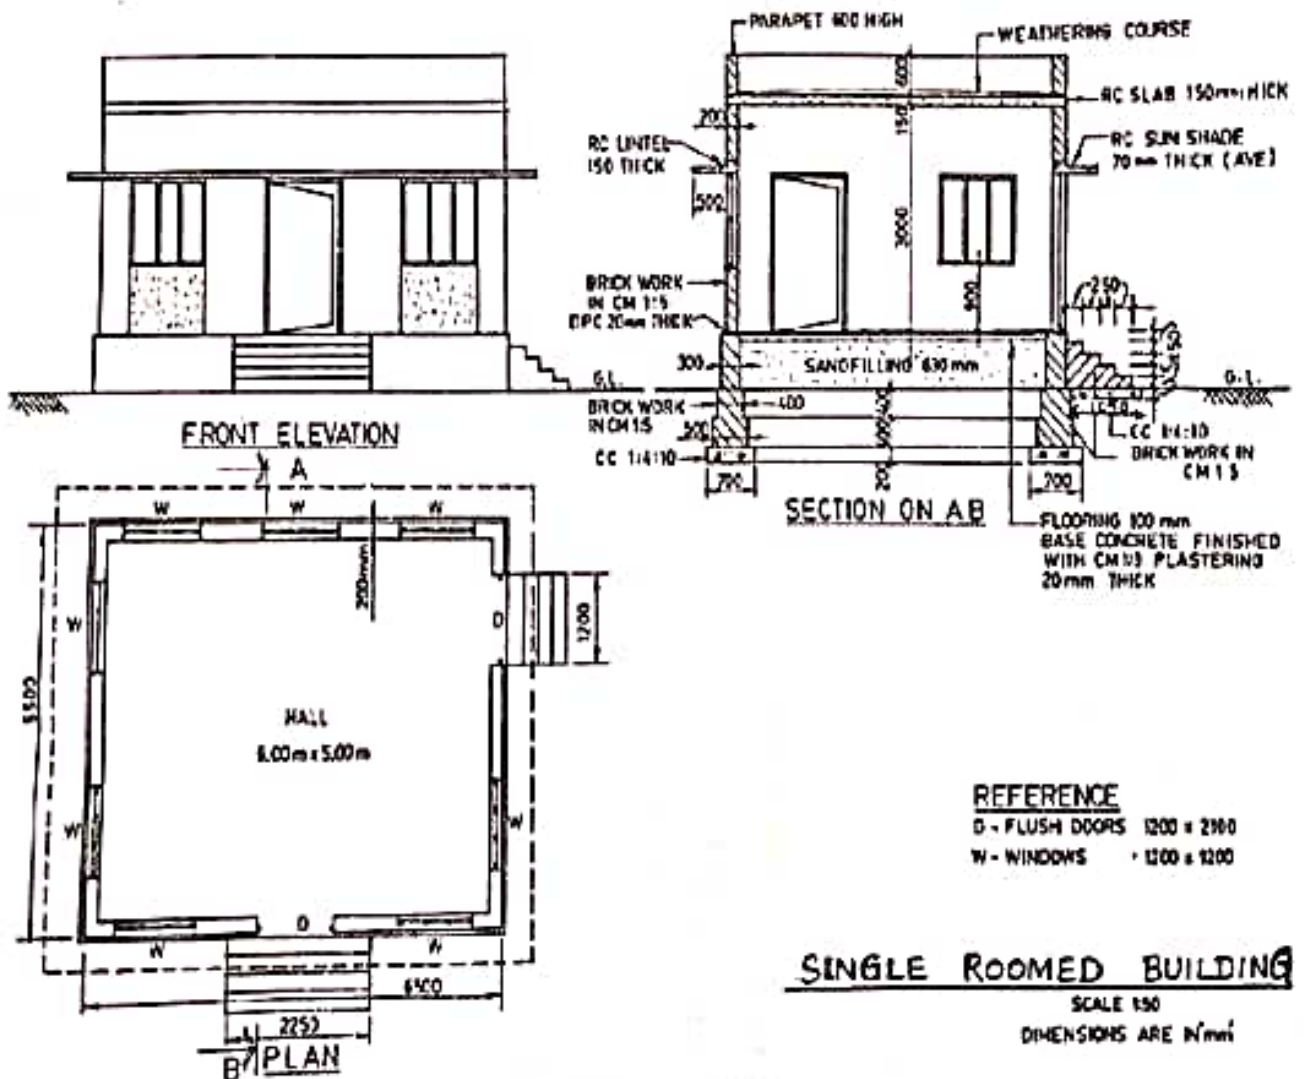 PARAPET 600 HIGH
WEATHERING COURSE
600
RC SLAB 150mm THICK
200
150
RC LINTEL
150 THICK
RC SUN SHADE
70mm THICK (AVE)
500
3000
BRICK WORK
IN CM 1:5
DPC 20mm THICK
250
300
SANDFILLING 630 mm
G.L.
G.L.
BRICK WORK
IN CM 1:5
400
400
500
500
CC 1:4:10
CC 1:4:10
BRICK WORK IN
CM 1:5
200
700
700
FRONT ELEVATION
SECTION ON AB
FLOORING 100 mm
BASE CONCRETE FINISHED
WITH CM 1:3 PLASTERING
20mm THICK
A
W
W
W
200mm
W
D
1200
5500
HALL
6.00m x 5.00m
W
W
D
W
W
6500
2250
B
PLAN
REFERENCE
D - FLUSH DOORS 1200 x 2100
W - WINDOWS 1200 x 1200
SINGLE ROOMED BUILDING
SCALE 1:50
DIMENSIONS ARE IN mm